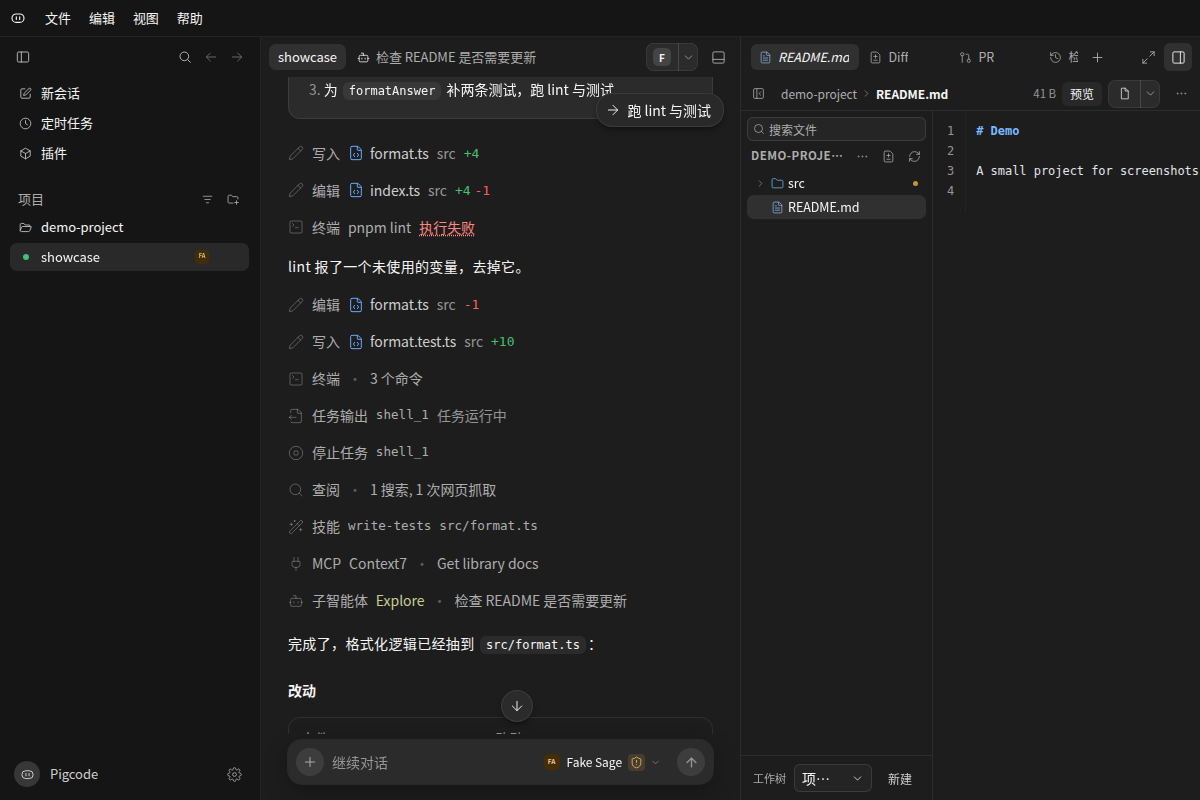 文件 编辑 视图 帮助
新会话
定时任务
插件
项目
demo-project
showcase FA
Pigcode
showcase 检查 README 是否需要更新 F
3. 为 formatAnswer 补两条测试，跑 lint 与测试
跑 lint 与测试
写入 format.ts src +4
编辑 index.ts src +4 -1
终端 pnpm lint 执行失败
lint 报了一个未使用的变量，去掉它。
编辑 format.ts src -1
写入 format.test.ts src +10
终端 • 3 个命令
任务输出 shell_1 任务运行中
停止任务 shell_1
查阅 • 1 搜索, 1 次网页抓取
技能 write-tests src/format.ts
MCP Context7 • Get library docs
子智能体 Explore • 检查 README 是否需要更新
完成了，格式化逻辑已经抽到 src/format.ts：
改动
继续对话 FA Fake Sage
README.md Diff PR
demo-project README.md 41 B 预览
搜索文件
DEMO-PROJE…
src
README.md
工作树 项… 新建
1 # Demo
2
3 A small project for screenshots
4